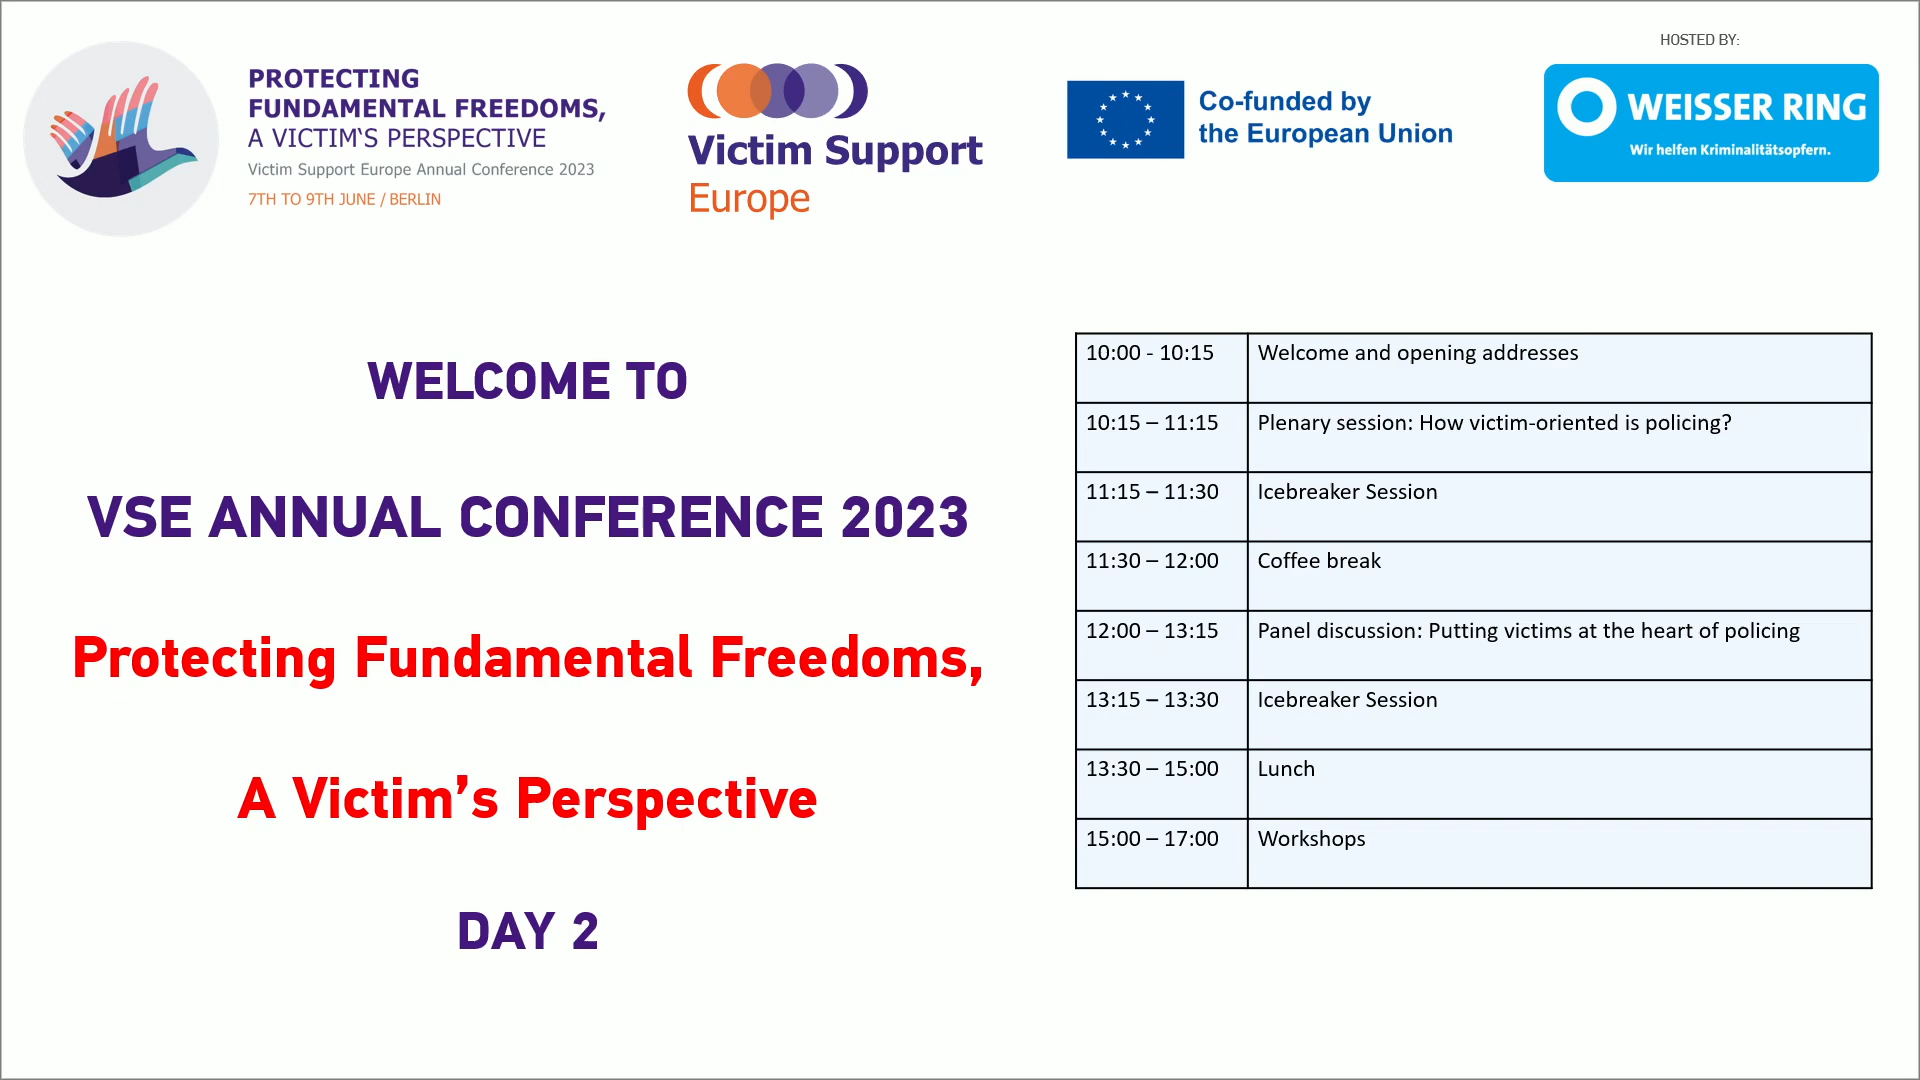 PROTECTING
FUNDAMENTAL FREEDOMS,
A VICTIM'S PERSPECTIVE
Victim Support Europe Annual Conference 2023
7TH TO 9TH JUNE / BERLIN
Victim Support
Europe
Co-funded by
the European Union
HOSTED BY:
WEISSER RING
Wir helfen Kriminalitätsopfern.
WELCOME TO
VSE ANNUAL CONFERENCE 2023
Protecting Fundamental Freedoms,
A Victim’s Perspective
DAY 2
10:00 - 10:15 Welcome and opening addresses
10:15 – 11:15 Plenary session: How victim-oriented is policing?
11:15 – 11:30 Icebreaker Session
11:30 – 12:00 Coffee break
12:00 – 13:15 Panel discussion: Putting victims at the heart of policing
13:15 – 13:30 Icebreaker Session
13:30 – 15:00 Lunch
15:00 – 17:00 Workshops